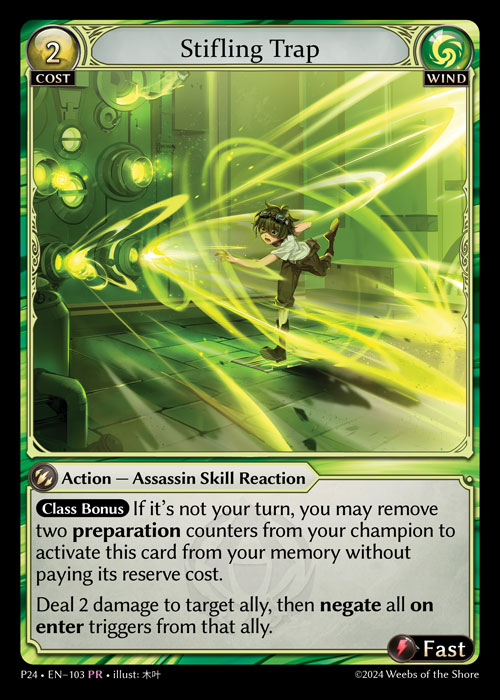 2
Stifling Trap
COST
WIND
Action — Assassin Skill Reaction
Class Bonus If it's not your turn, you may remove
two preparation counters from your champion to
activate this card from your memory without
paying its reserve cost.
Deal 2 damage to target ally, then negate all on
enter triggers from that ally.
Fast
P24 • EN–103 PR • illust: 木叶
©2024 Weebs of the Shore